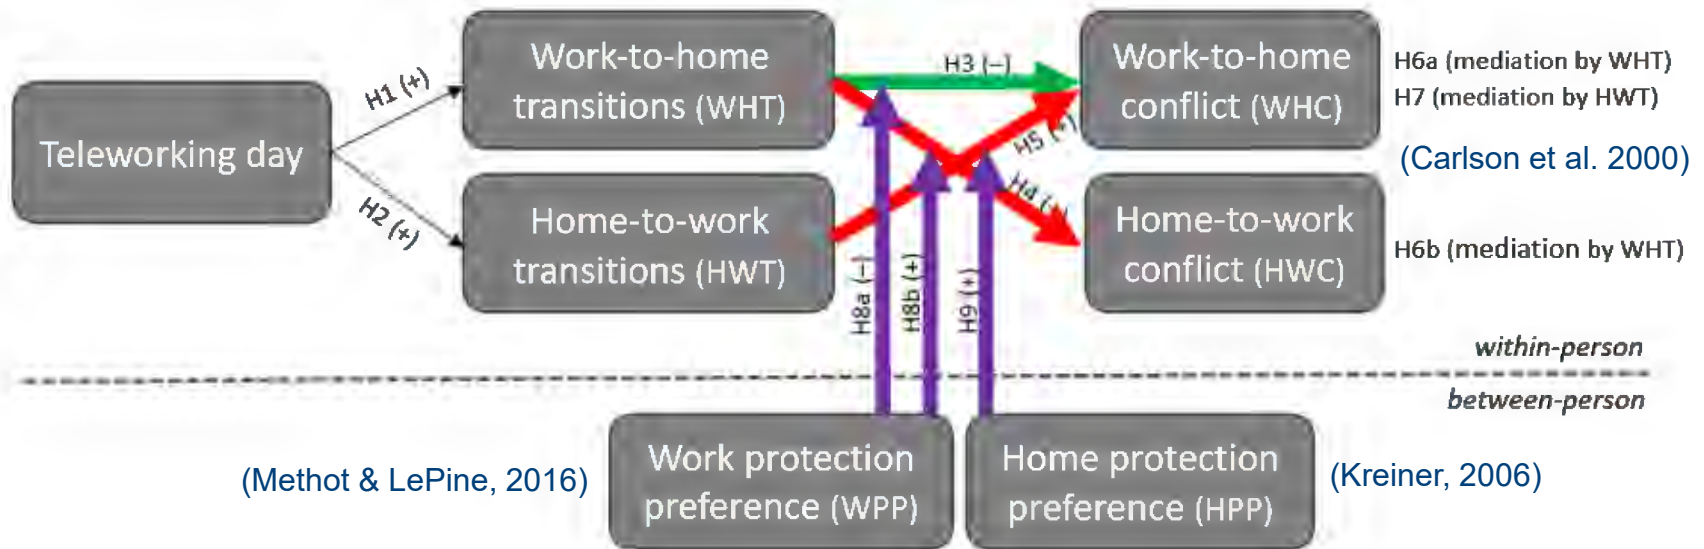 Teleworking day
H1 (+)
H2 (+)
Work-to-home
transitions (WHT)
Home-to-work
transitions (HWT)
H3 (–)
H5 (+)
H4
H8a (–)
H8b (+)
H9 (+)
Work-to-home
conflict (WHC)
Home-to-work
conflict (HWC)
H6a (mediation by WHT)
H7 (mediation by HWT)
(Carlson et al. 2000)
H6b (mediation by WHT)
within-person
between-person
(Methot & LePine, 2016)
Work protection
preference (WPP)
Home protection
preference (HPP)
(Kreiner, 2006)